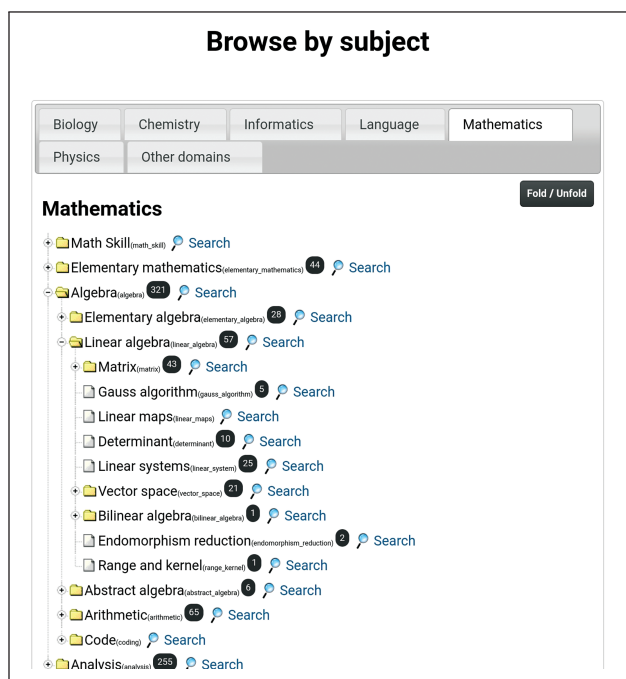 Browse by subject
Biology Chemistry Informatics Language Mathematics
Physics Other domains
Fold / Unfold
Mathematics
Math Skill(math_skill) Search
Elementary mathematics(elementary_mathematics) 44 Search
Algebra(algebra) 321 Search
Elementary algebra(elementary_algebra) 28 Search
Linear algebra(linear_algebra) 57 Search
Matrix(matrix) 43 Search
Gauss algorithm(gauss_algorithm) 5 Search
Linear maps(linear_maps) Search
Determinant(determinant) 10 Search
Linear systems(linear_system) 25 Search
Vector space(vector_space) 21 Search
Bilinear algebra(bilinear_algebra) 1 Search
Endomorphism reduction(endomorphism_reduction) 2 Search
Range and kernel(range_kernel) 1 Search
Abstract algebra(abstract_algebra) 6 Search
Arithmetic(arithmetic) 65 Search
Code(coding) Search
Analysis(analysis) 255 Search